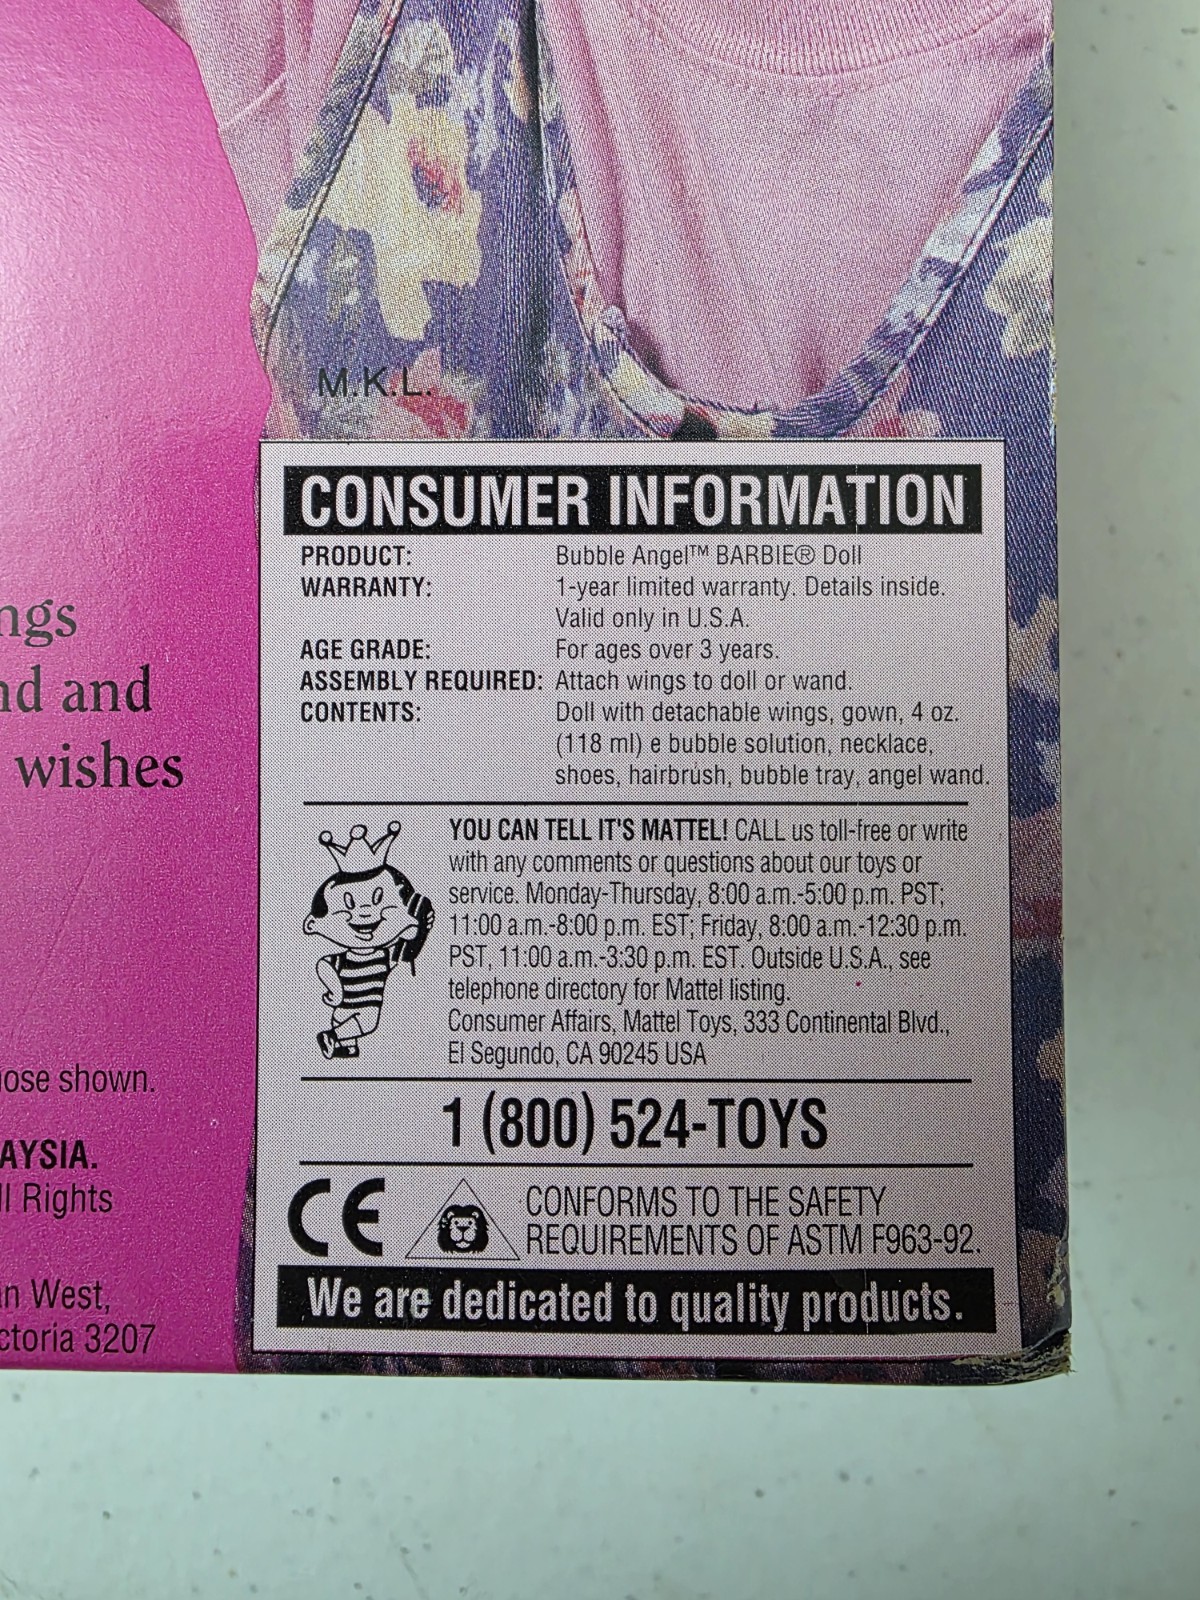 M.K.L.
ngs
nd and
wishes
ose shown.
AYSIA.
ll Rights
n West,
ctoria 3207
CONSUMER INFORMATION
PRODUCT: Bubble Angel™ BARBIE® Doll
WARRANTY: 1-year limited warranty. Details inside.
Valid only in U.S.A.
AGE GRADE: For ages over 3 years.
ASSEMBLY REQUIRED: Attach wings to doll or wand.
CONTENTS: Doll with detachable wings, gown, 4 oz.
(118 ml) e bubble solution, necklace,
shoes, hairbrush, bubble tray, angel wand.
YOU CAN TELL IT'S MATTEL! CALL us toll-free or write
with any comments or questions about our toys or
service. Monday-Thursday, 8:00 a.m.-5:00 p.m. PST;
11:00 a.m.-8:00 p.m. EST; Friday, 8:00 a.m.-12:30 p.m.
PST, 11:00 a.m.-3:30 p.m. EST. Outside U.S.A., see
telephone directory for Mattel listing.
Consumer Affairs, Mattel Toys, 333 Continental Blvd.,
El Segundo, CA 90245 USA
1 (800) 524-TOYS
CE
CONFORMS TO THE SAFETY
REQUIREMENTS OF ASTM F963-92.
We are dedicated to quality products.